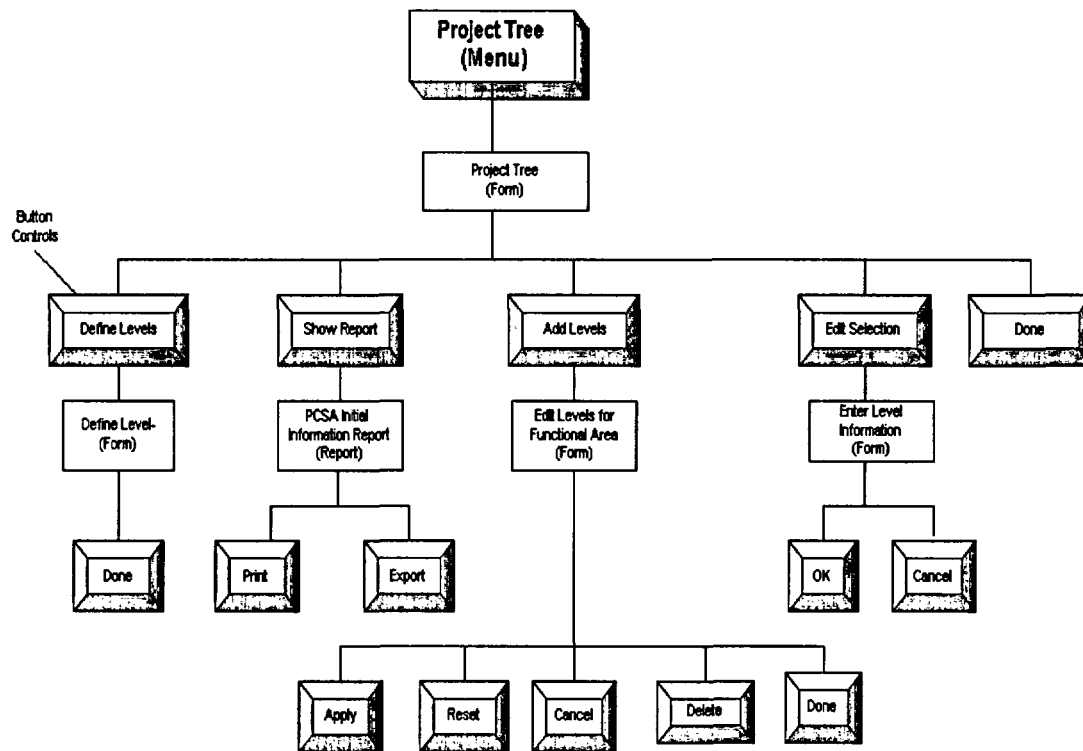 Project Tree
(Menu)
Project Tree
(Form)
Button
Controls
Define Levels
Show Report
Add Levels
Edit Selection
Done
Define Level-
(Form)
PCSA Initial
Information Report
(Report)
Edit Levels for
Functional Area
(Form)
Enter Level
Information
(Form)
Done
Print
Export
OK
Cancel
Apply
Reset
Cancel
Delete
Done